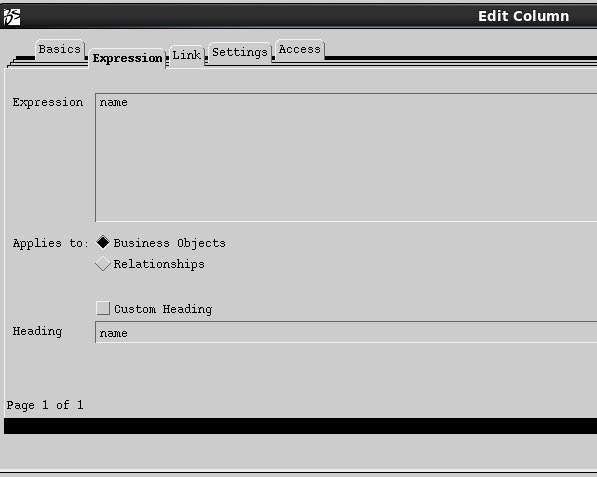 Edit Column
Basics Expression Link Settings Access
Expression name
Applies to: Business Objects
Relationships
Custom Heading
Heading name
Page 1 of 1